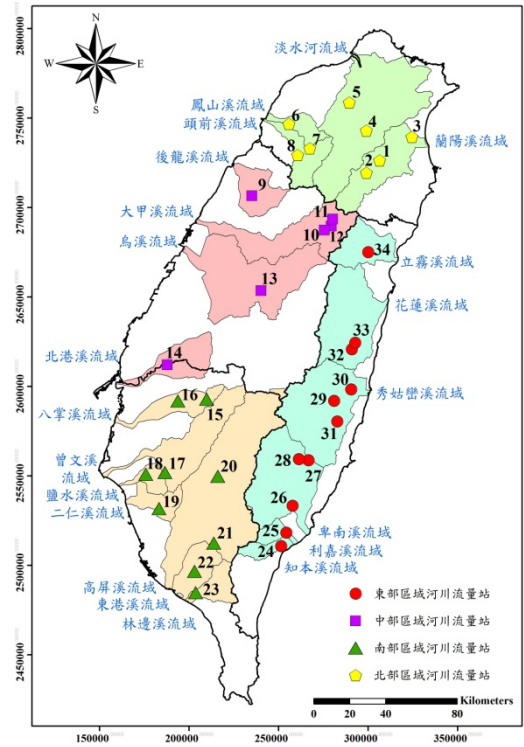 2800000
2750000
2700000
2650000
2600000
2550000
2500000
2450000
150000
200000
250000
300000
350000
N
W
E
S
淡水河流域
鳳山溪流域
頭前溪流域
蘭陽溪流域
後龍溪流域
大甲溪流域
烏溪流域
立霧溪流域
花蓮溪流域
北港溪流域
秀姑巒溪流域
八掌溪流域
曾文溪
流域
鹽水溪流域
二仁溪流域
卑南溪流域
利嘉溪流域
知本溪流域
高屏溪流域
東港溪流域
林邊溪流域
5
6
4
3
7
1
8
2
9
11
10
12
34
13
33
32
14
30
16
15
29
31
18
17
20
28
27
19
26
21
25
24
22
23
東部區域河川流量站
中部區域河川流量站
南部區域河川流量站
北部區域河川流量站
Kilometers
0
20
40
80